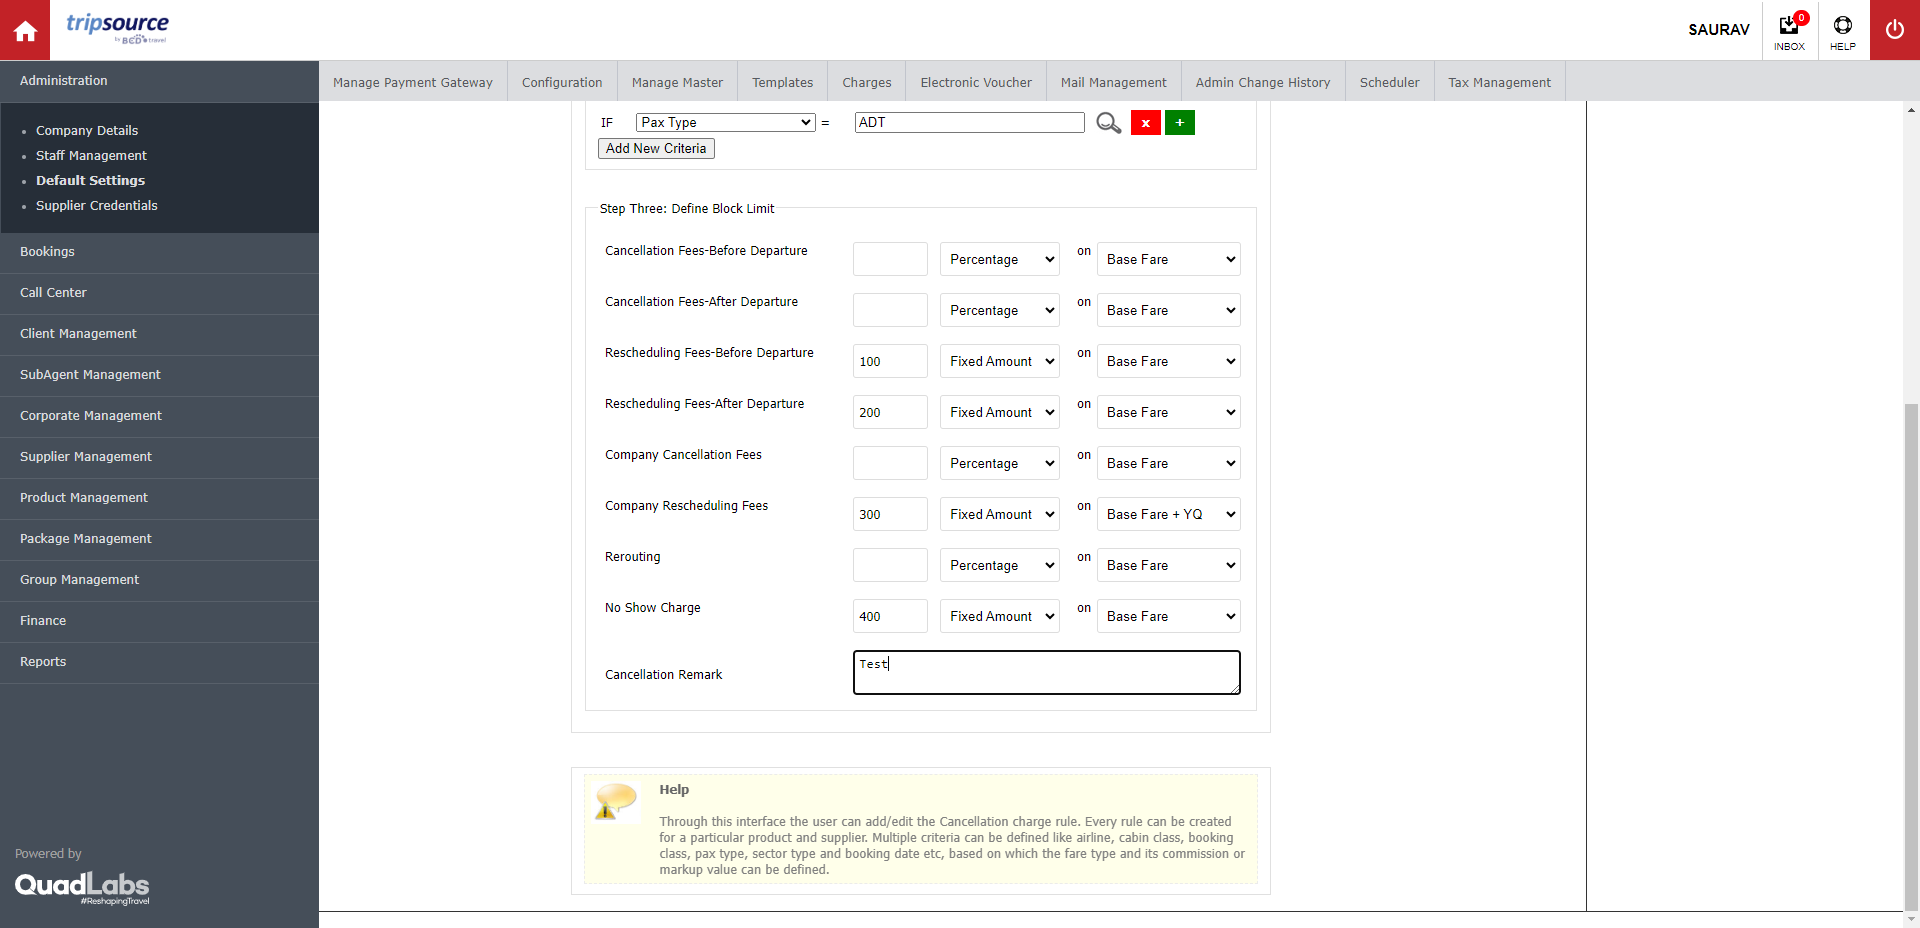 tripsource
by BCD travel
SAURAV
0
INBOX
HELP
Administration
Company Details
Staff Management
Default Settings
Supplier Credentials
Bookings
Call Center
Client Management
SubAgent Management
Corporate Management
Supplier Management
Product Management
Package Management
Group Management
Finance
Reports
Powered by
QuadLabs
#ReshapingTravel
Manage Payment Gateway Configuration Manage Master Templates Charges Electronic Voucher Mail Management Admin Change History Scheduler Tax Management
IF Pax Type = ADT x +
Add New Criteria
Step Three: Define Block Limit
Cancellation Fees-Before Departure Percentage on Base Fare
Cancellation Fees-After Departure Percentage on Base Fare
Rescheduling Fees-Before Departure 100 Fixed Amount on Base Fare
Rescheduling Fees-After Departure 200 Fixed Amount on Base Fare
Company Cancellation Fees Percentage on Base Fare
Company Rescheduling Fees 300 Fixed Amount on Base Fare + YQ
Rerouting Percentage on Base Fare
No Show Charge 400 Fixed Amount on Base Fare
Cancellation Remark Test
Help
Through this interface the user can add/edit the Cancellation charge rule. Every rule can be created
for a particular product and supplier. Multiple criteria can be defined like airline, cabin class, booking
class, pax type, sector type and booking date etc, based on which the fare type and its commission or
markup value can be defined.